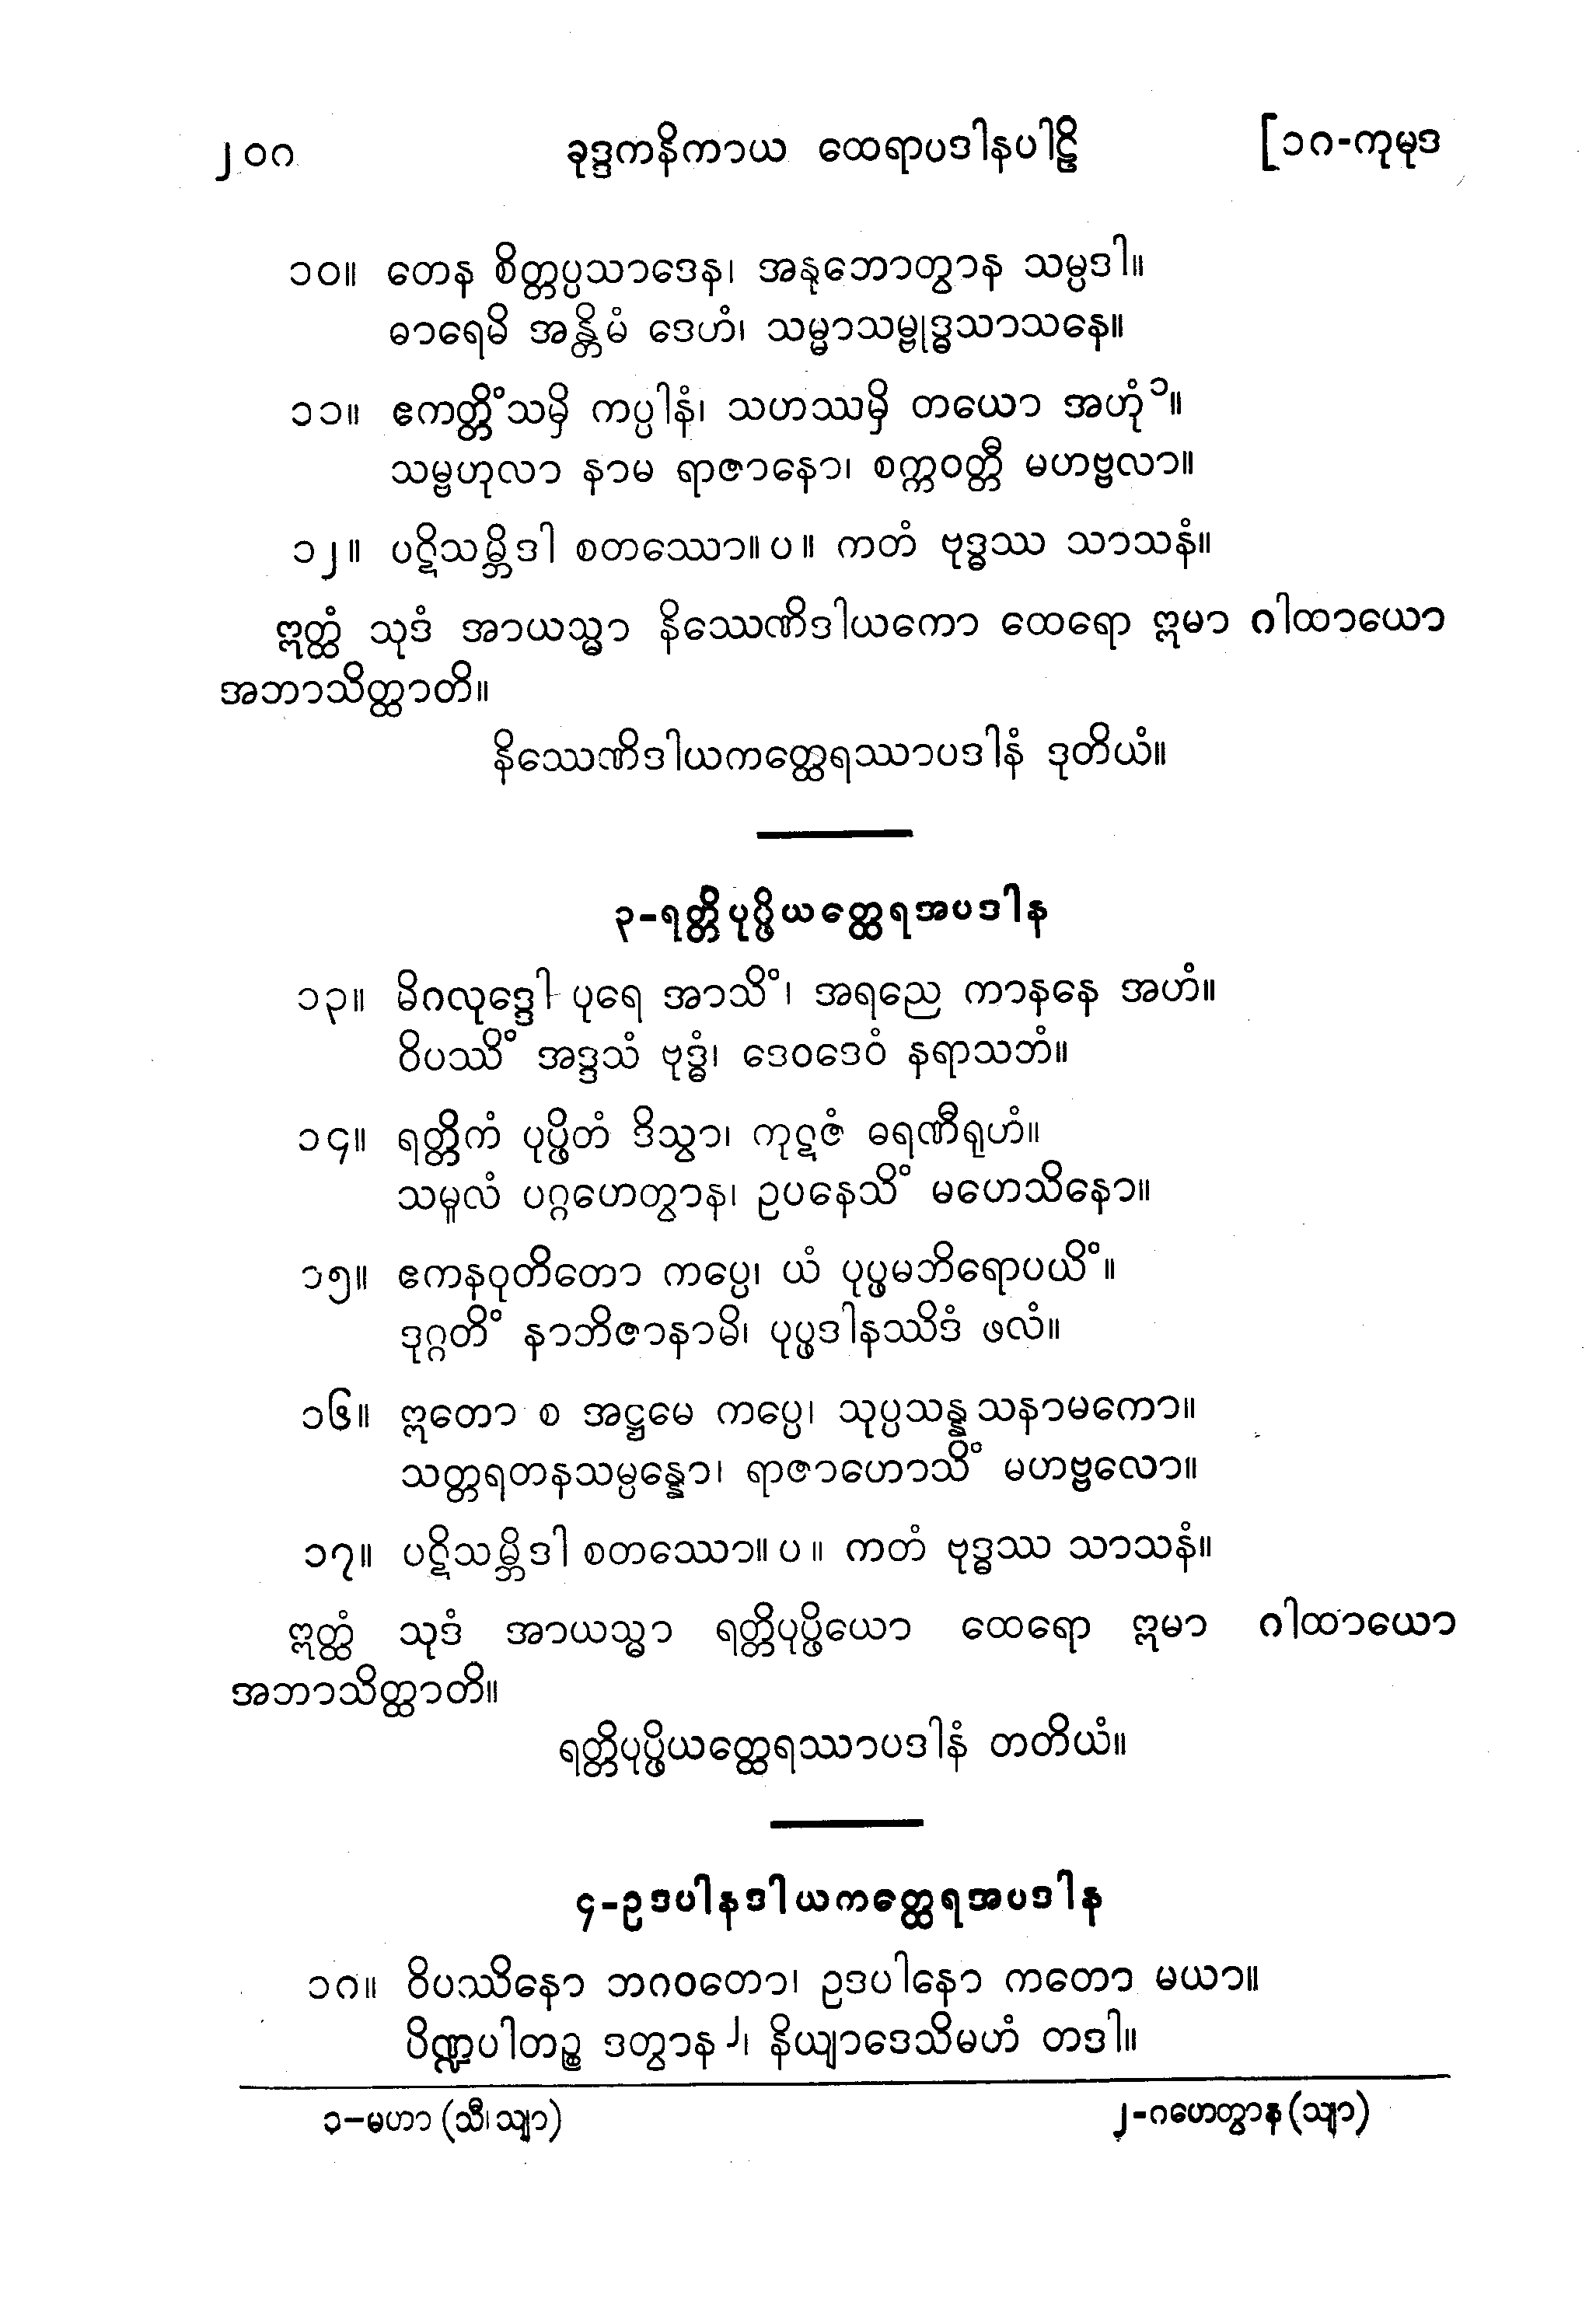 ၂၀၈ ခုဒ္ဒကနိကာယ ထေရာပဒါနပါဠိ [၁၈-ကုမုဒ
၁၀။ တေန စိတ္တပ္ပသာဒေန၊ အနုဘောတွာန သမ္ပဒါ။
ဓာရေမိ အန္တိမံ ဒေဟံ၊ သမ္မာသမ္ဗုဒ္ဓသာသနေ။
၁၁။ ဧကတ္တိံသမှိ ကပ္ပါနံ၊ သဟဿမှိ တယော အဟုံ၁။
သမ္ဗဟုလာ နာမ ရာဇာနော၊ စက္ကဝတ္တီ မဟဗ္ဗလာ။
၁၂။ ပဋိသမ္ဘိဒါ စတဿော။ပ။ ကတံ ဗုဒ္ဓဿ သာသနံ။
ဣတ္ထံ သုဒံ အာယသ္မာ နိဿေဏိဒါယကော ထေရော ဣမာ ဂါထာယော
အဘာသိတ္ထာတိ။
နိဿေဏိဒါယကတ္ထေရဿာပဒါနံ ဒုတိယံ။
၃-ရတ္တိပုပ္ဖိယတ္ထေရအပဒါန
၁၃။ မိဂလုဒ္ဒေါ ပုရေ အာသိံ၊ အရညေ ကာနနေ အဟံ။
ဝိပဿိံ အဒ္ဒသံ ဗုဒ္ဓံ၊ ဒေဝဒေဝံ နရာသဘံ။
၁၄။ ရတ္တိကံ ပုပ္ဖိတံ ဒိသွာ၊ ကုဋဇံ ဓရဏီရုဟံ။
သမူလံ ပဂ္ဂဟေတွာန၊ ဥပနေသိံ မဟေသိနော။
၁၅။ ဧကနဝုတိတော ကပ္ပေ၊ ယံ ပုပ္ဖမဘိရောပယိံ။
ဒုဂ္ဂတိံ နာဘိဇာနာမိ၊ ပုပ္ဖဒါနဿိဒံ ဖလံ။
၁၆။ ဣတော စ အဋ္ဌမေ ကပ္ပေ၊ သုပ္ပသန္နသနာမကော။
သတ္တရတနသမ္ပန္နော၊ ရာဇာဟောသိံ မဟဗ္ဗလော။
၁၇။ ပဋိသမ္ဘိဒါ စတဿော။ပ။ ကတံ ဗုဒ္ဓဿ သာသနံ။
ဣတ္ထံ သုဒံ အာယသ္မာ ရတ္တိပုပ္ဖိယော ထေရော ဣမာ ဂါထာယော
အဘာသိတ္ထာတိ။
ရတ္တိပုပ္ဖိယတ္ထေရဿာပဒါနံ တတိယံ။
၄-ဥဒပါနဒါယကတ္ထေရအပဒါန
၁၈။ ဝိပဿိနော ဘဂဝတော၊ ဥဒပါနော ကတော မယာ။
ပိဏ္ဍပါတဉ္စ ဒတွာန၂၊ နိယျာဒေသိမဟံ တဒါ။
၁-မဟာ (သီ၊သျာ) ၂-ဂဟေတွာန (သျာ)